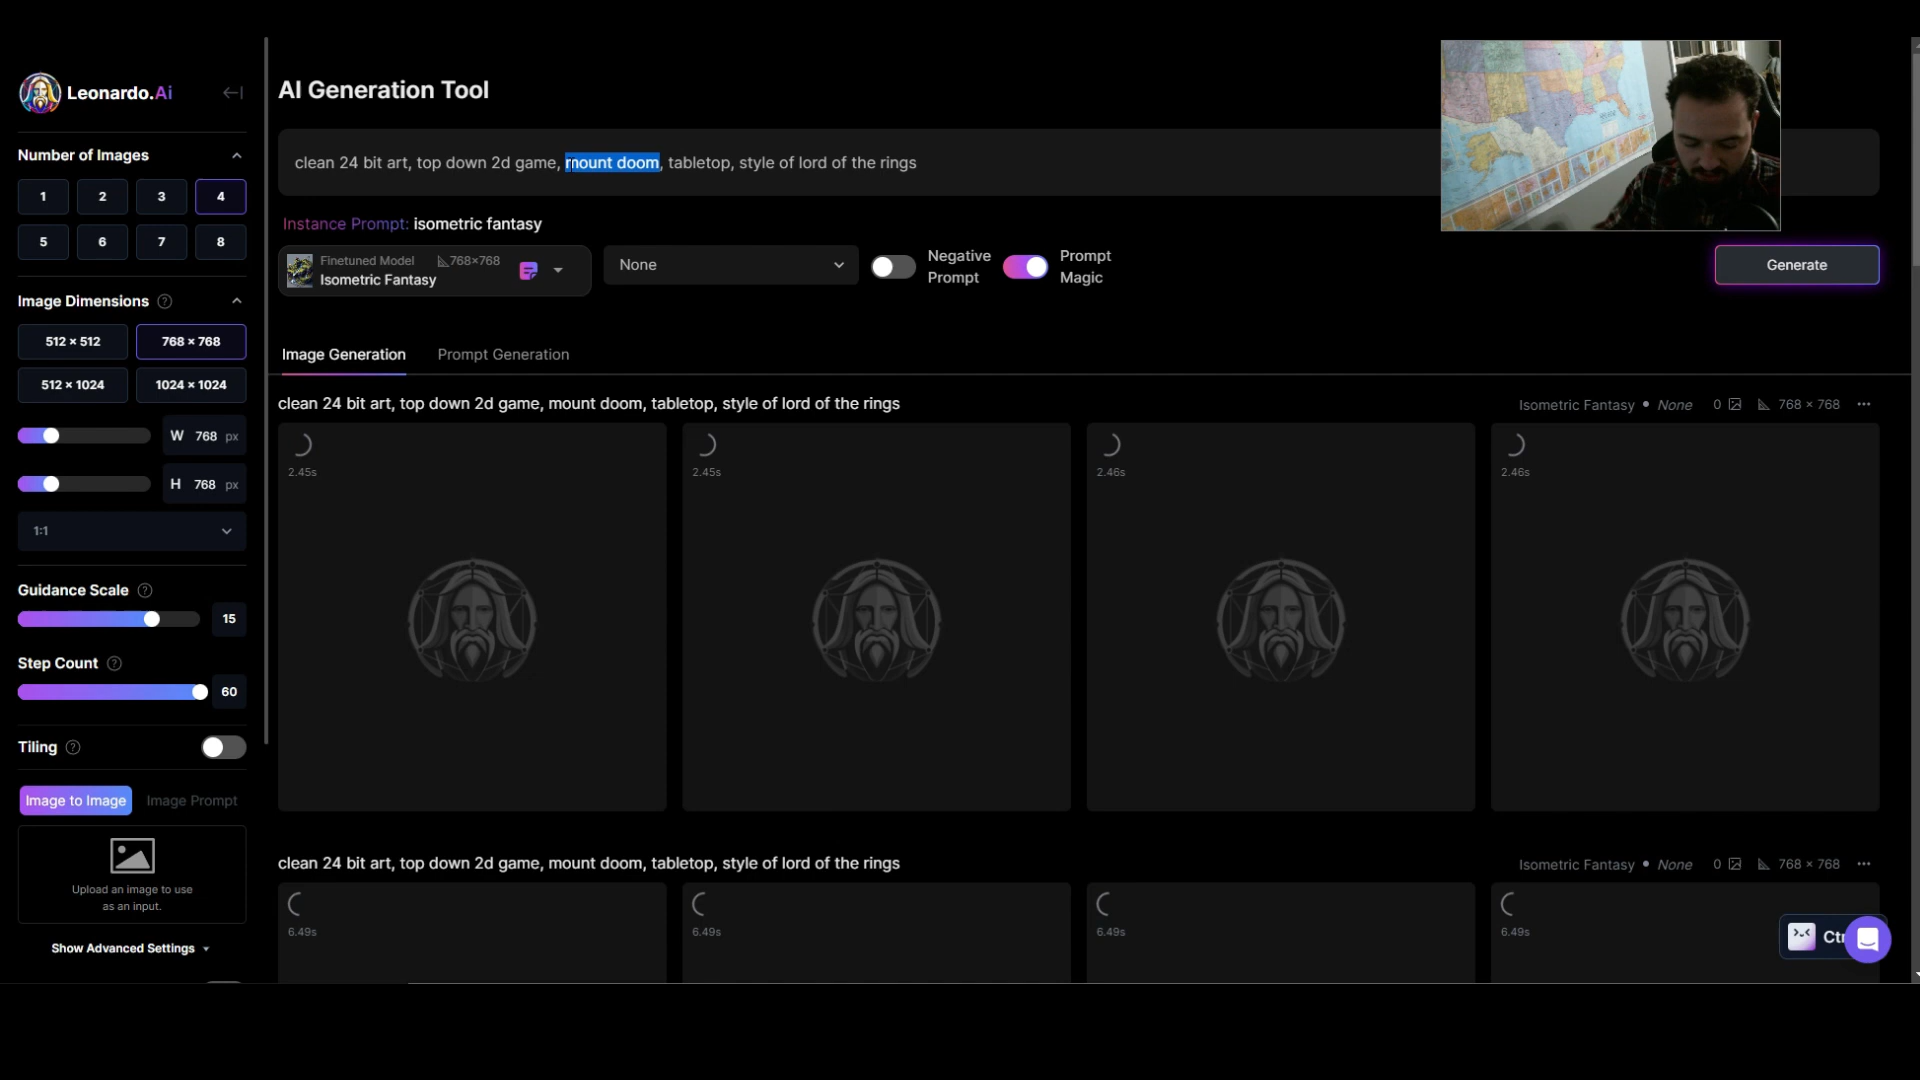 Leonardo.Ai
Number of Images
1 2 3 4
5 6 7 8
Image Dimensions ?
512 × 512 768 × 768
512 × 1024 1024 × 1024
W 768 px
H 768 px
1:1
Guidance Scale ?
15
Step Count ?
60
Tiling ?
Image to Image Image Prompt
Upload an image to use
as an input.
Show Advanced Settings
AI Generation Tool
clean 24 bit art, top down 2d game, mount doom, tabletop, style of lord of the rings
Instance Prompt: isometric fantasy
Finetuned Model 768×768
Isometric Fantasy
None
Negative
Prompt
Prompt
Magic
Generate
Image Generation Prompt Generation
clean 24 bit art, top down 2d game, mount doom, tabletop, style of lord of the rings
Isometric Fantasy • None 0 768 × 768 ···
2.45s 2.45s 2.46s 2.46s
clean 24 bit art, top down 2d game, mount doom, tabletop, style of lord of the rings
Isometric Fantasy • None 0 768 × 768 ···
6.49s 6.49s 6.49s 6.49s